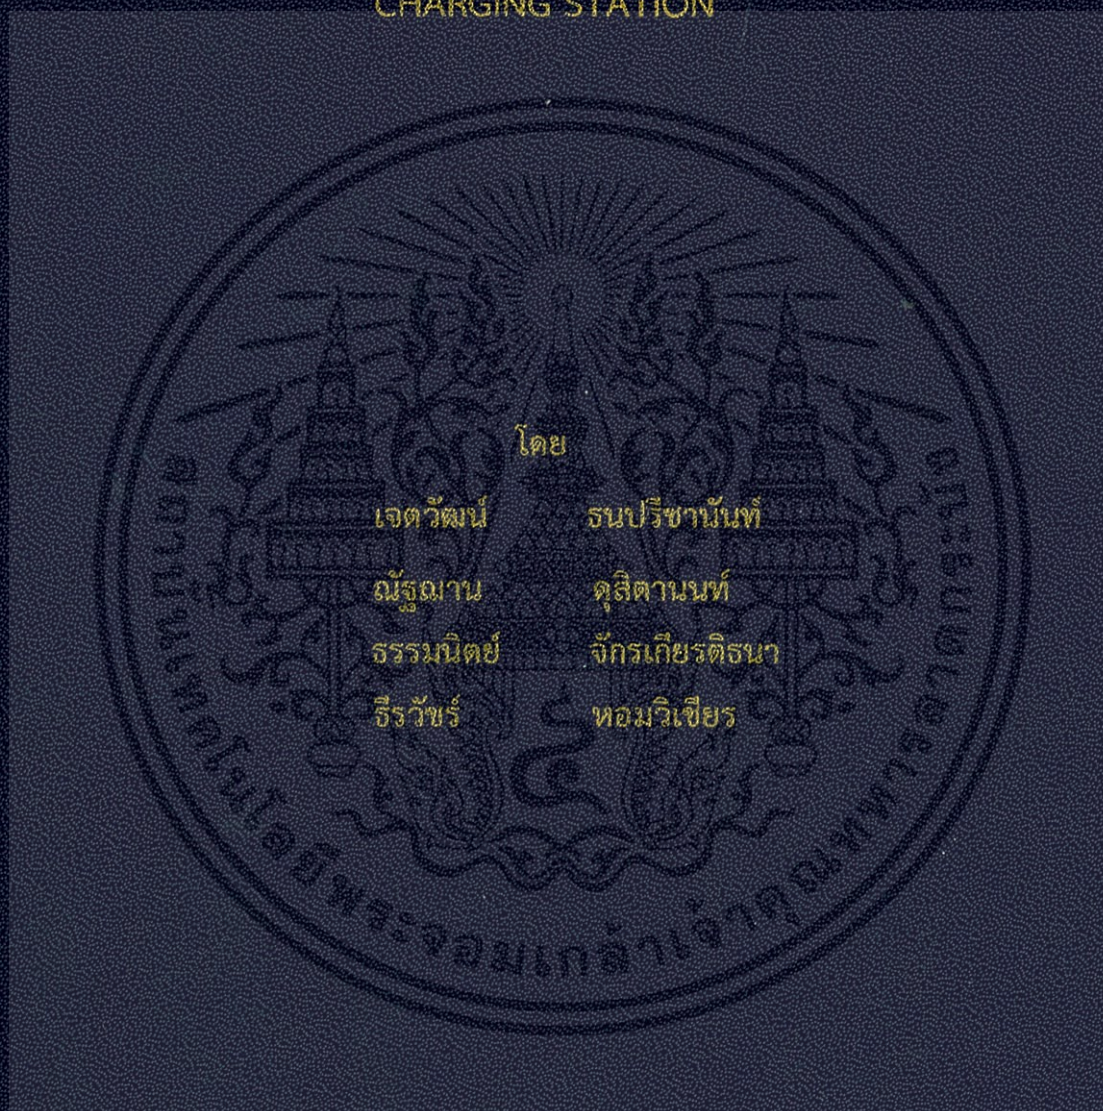 CHARGING STATION
โดย
เจตวัฒน์ ธนปรีชานันท์
ณัฐฌาน ดุสิตานนท์
ธรรมนิตย์ จักรเกียรติธนา
ธีรวัชร์ หอมวิเชียร
สถาบันเทคโนโลยีพระจอมเกล้าเจ้าคุณทหารลาดกระบัง